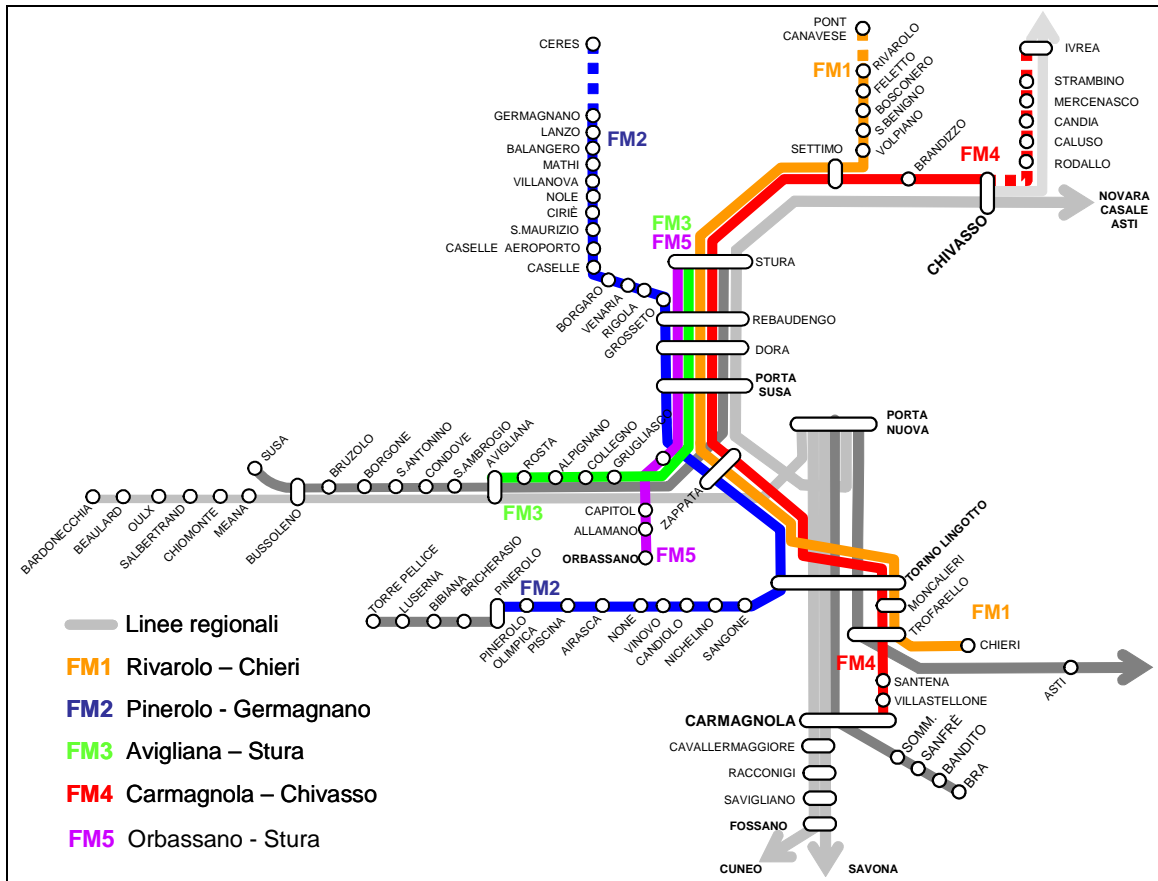 CERES
GERMAGNANO
LANZO
BALANGERO
MATHI
VILLANOVA
NOLE
CIRIÈ
S.MAURIZIO
CASELLE AEROPORTO
CASELLE
BORGARO
VENARIA
RIGOLA
GROSSETO
FM2
PONT
CANAVESE
FM1
RIVAROLO
FELETTO
BOSCONERO
S.BENIGNO
VOLPIANO
SETTIMO
BRANDIZZO
FM4
IVREA
STRAMBINO
MERCENASCO
CANDIA
CALUSO
RODALLO
CHIVASSO
NOVARA
CASALE
ASTI
FM3
FM5
STURA
REBAUDENGO
DORA
PORTA
SUSA
PORTA
NUOVA
ZAPPATA
SUSA
BRUZOLO
BORGONE
S.ANTONINO
CONDOVE
S.AMBROGIO
AVIGLIANA
ROSTA
ALPIGNANO
COLLEGNO
GRUGLIASCO
FM3
BARDONECCHIA
BEAULARD
OULX
SALBERTRAND
CHIOMONTE
MEANA
BUSSOLENO
CAPITOL
ALLAMANO
ORBASSANO
FM5
TORRE PELLICE
LUSERNA
BIBIANA
BRICHERASIO
PINEROLO
FM2
PINEROLO
OLIMPICA
PISCINA
AIRASCA
NONE
VINOVO
CANDIOLO
NICHELINO
SANGONE
TORINO LINGOTTO
MONCALIERI
TROFARELLO
FM1
CHIERI
FM4
SANTENA
VILLASTELLONE
ASTI
CARMAGNOLA
CAVALLERMAGGIORE
RACCONIGI
SAVIGLIANO
FOSSANO
CUNEO
SAVONA
SOMM.
SANFRÈ
BANDITO
BRA
Linee regionali
FM1 Rivarolo – Chieri
FM2 Pinerolo - Germagnano
FM3 Avigliana – Stura
FM4 Carmagnola – Chivasso
FM5 Orbassano - Stura